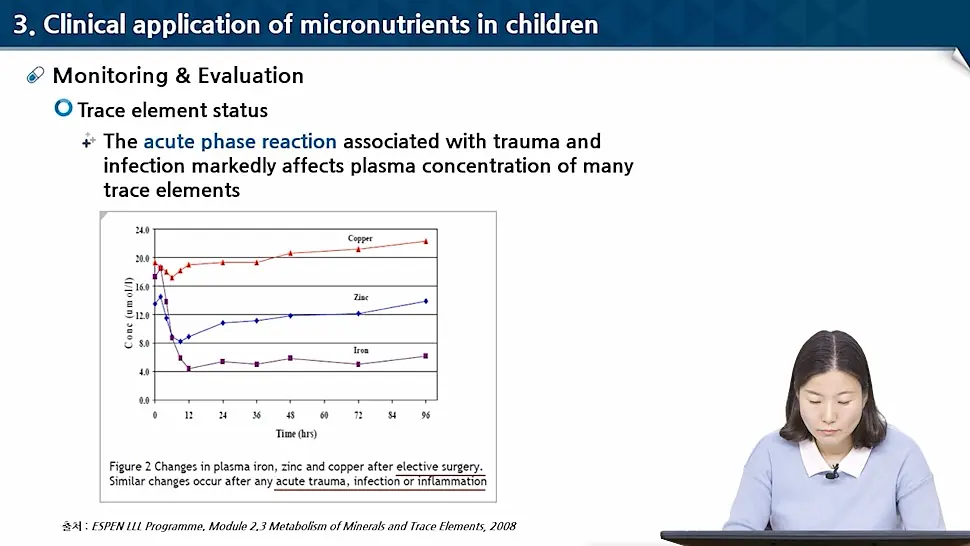 3. Clinical application of micronutrients in children
Monitoring & Evaluation
Trace element status
The acute phase reaction associated with trauma and
infection markedly affects plasma concentration of many
trace elements
24.0
20.0
16.0
12.0
8.0
4.0
0.0
Conc (umol/l)
Copper
Zinc
Iron
0 12 24 36 48 60 72 84 96
Time (hrs)
Figure 2 Changes in plasma iron, zinc and copper after elective surgery.
Similar changes occur after any acute trauma, infection or inflammation
출처 : ESPEN LLL Programme, Module 2,3 Metabolism of Minerals and Trace Elements, 2008